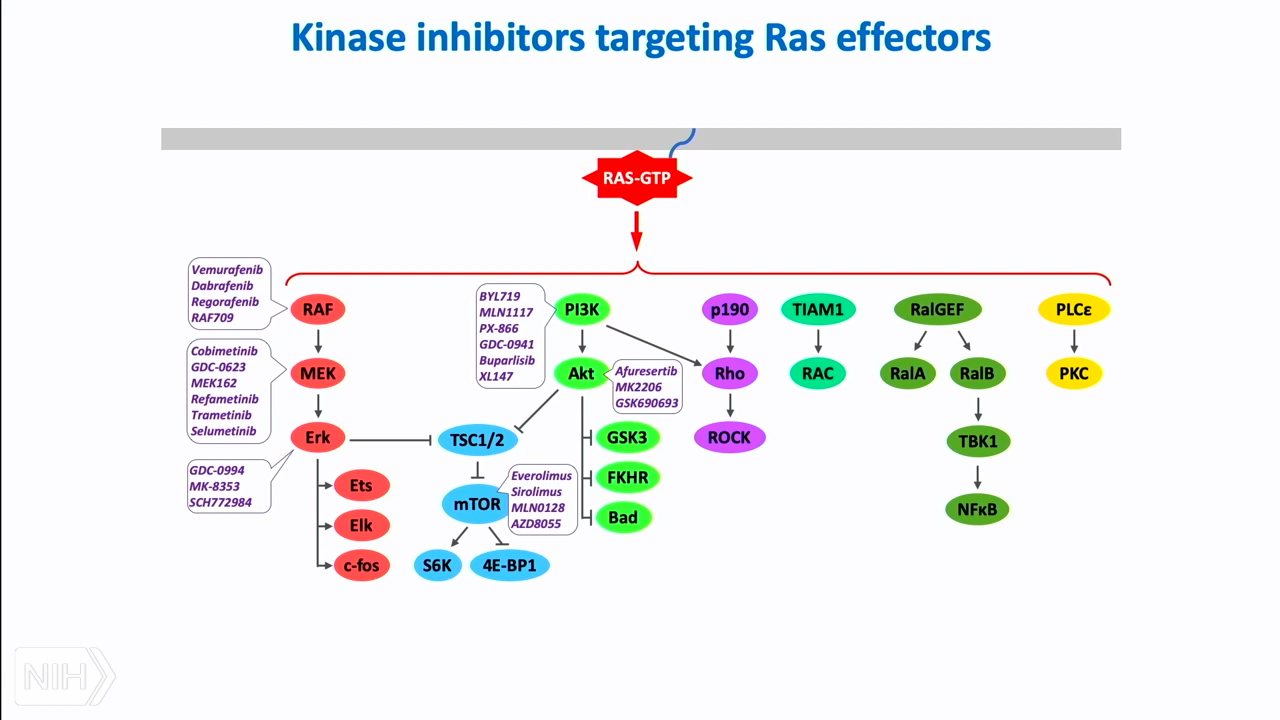 Kinase inhibitors targeting Ras effectors
RAS-GTP
Vemurafenib
Dabrafenib
Regorafenib
RAF709
RAF
BYL719
MLN1117
PX-866
GDC-0941
Buparlisib
XL147
PI3K
p190
TIAM1
RalGEF
PLCε
Cobimetinib
GDC-0623
MEK162
Refametinib
Trametinib
Selumetinib
MEK
Akt
Afuresertib
MK2206
GSK690693
Rho
RAC
RalA
RalB
PKC
Erk
TSC1/2
GSK3
ROCK
TBK1
GDC-0994
MK-8353
SCH772984
Ets
mTOR
Everolimus
Sirolimus
MLN0128
AZD8055
FKHR
NFκB
Elk
Bad
c-fos
S6K
4E-BP1
NIH